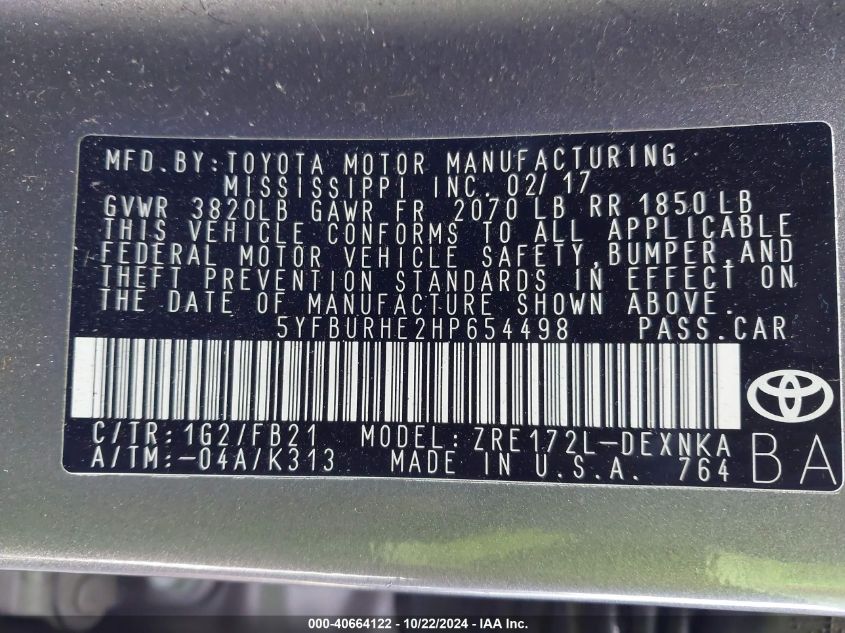 MFD.BY:TOYOTA MOTOR MANUFACTURING
MISSISSIPPI INC. 02/17
GVWR 3820LB GAWR FR 2070 LB RR 1850LB
THIS VEHICLE CONFORMS TO ALL APPLICABLE
FEDERAL MOTOR VEHICLE SAFETY,BUMPER,AND
THEFT PREVENTION STANDARDS IN EFFECT ON
THE DATE OF MANUFACTURE SHOWN ABOVE.
5YFBURHE2HP654498 PASS.CAR
C/TR:1G2/FB21 MODEL: ZRE172L-DEXNKA
A/TM:-04A/K313 MADE IN U.S.A. 764
BA
000-40664122 - 10/22/2024 - IAA Inc.